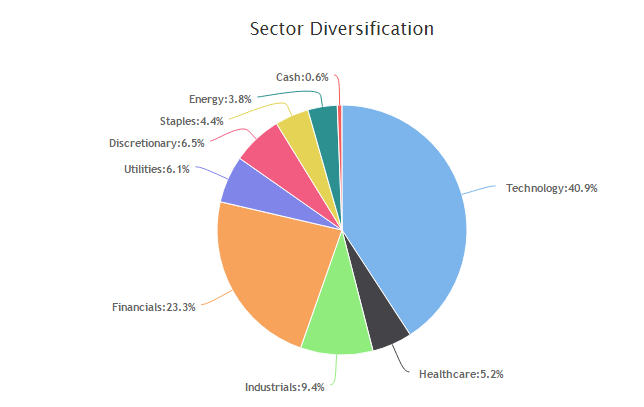 Sector Diversification
Cash:0.6%
Energy:3.8%
Staples:4.4%
Discretionary:6.5%
Utilities:6.1%
Technology:40.9%
Financials:23.3%
Healthcare:5.2%
Industrials:9.4%